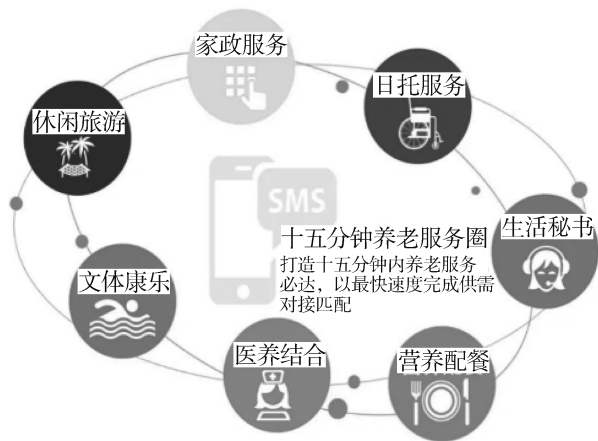 家政服务
日托服务
休闲旅游
SMS
生活秘书
十五分钟养老服务圈
打造十五分钟内养老服务
必达，以最快速度完成供需
对接匹配
文体康乐
医养结合
营养配餐